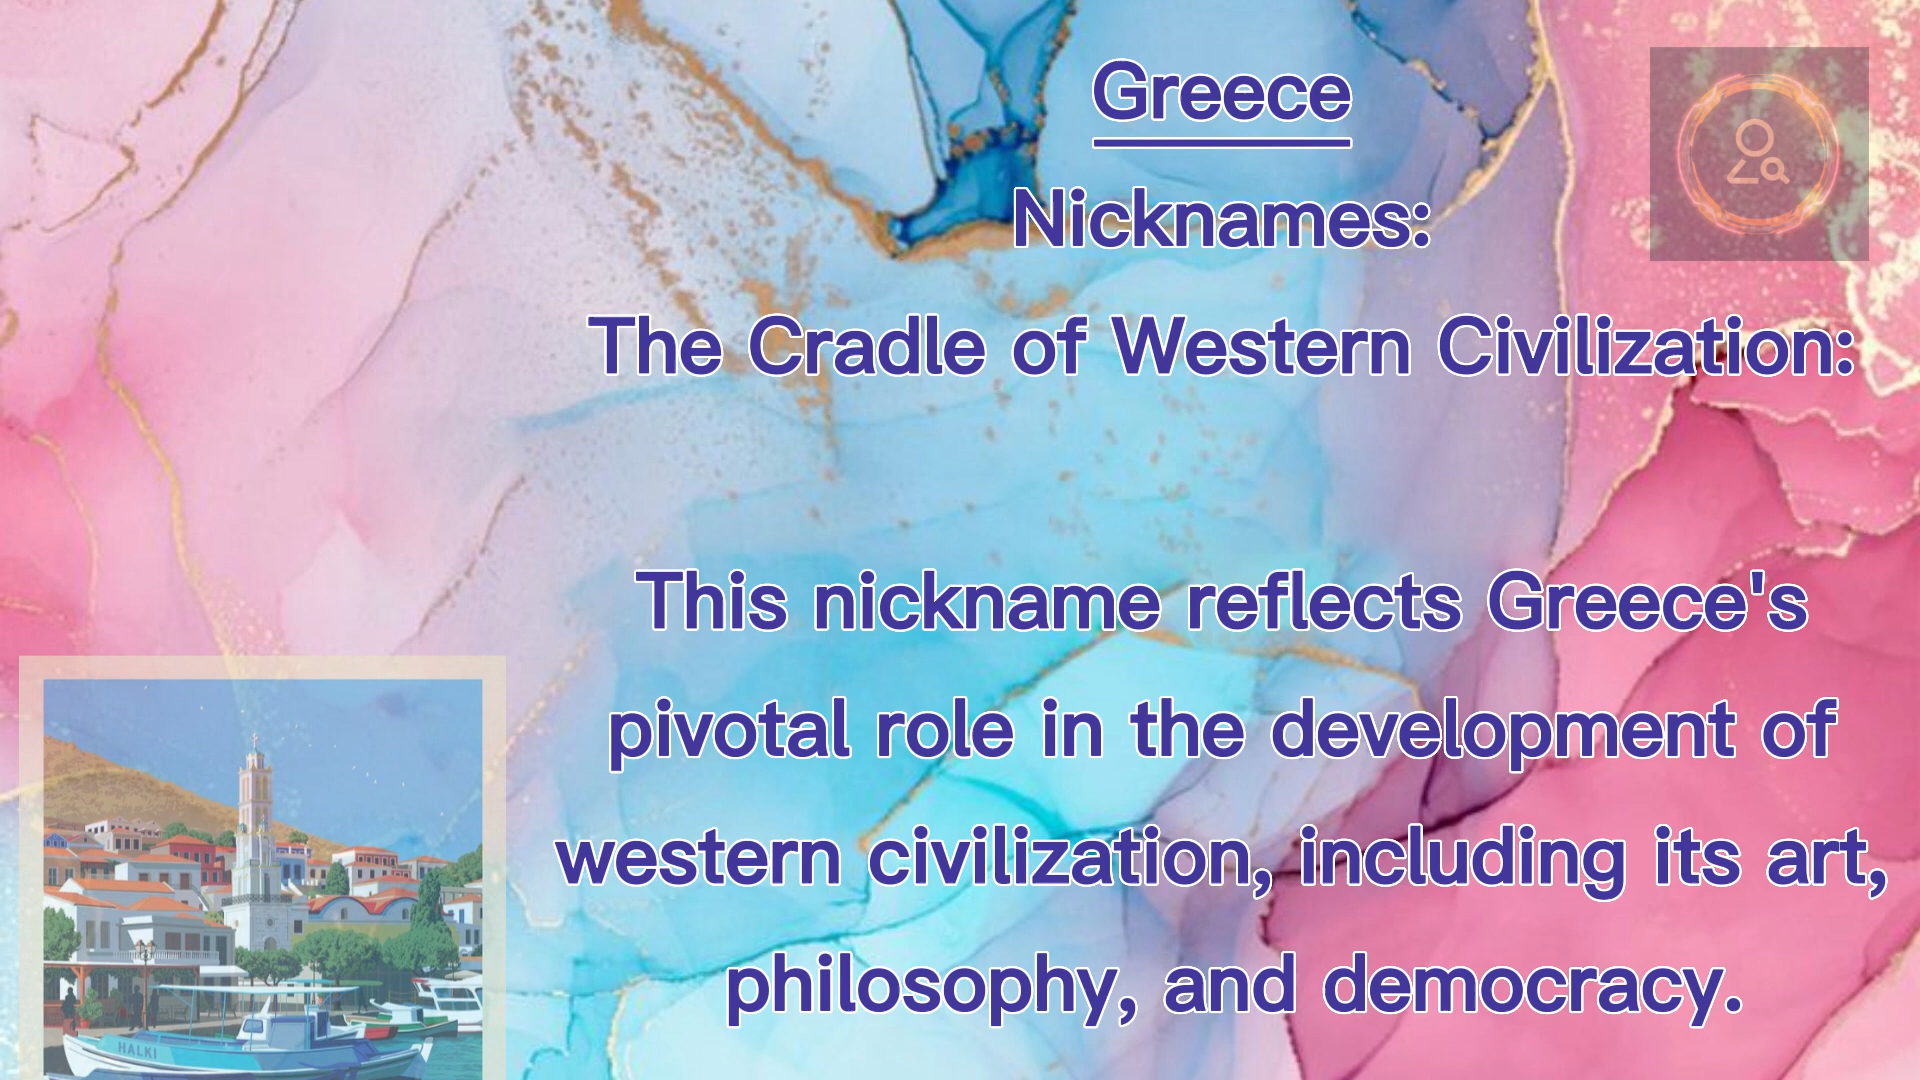 Greece
Nicknames:
The Cradle of Western Civilization:
This nickname reflects Greece's
pivotal role in the development of
western civilization, including its art,
philosophy, and democracy.
HALKI